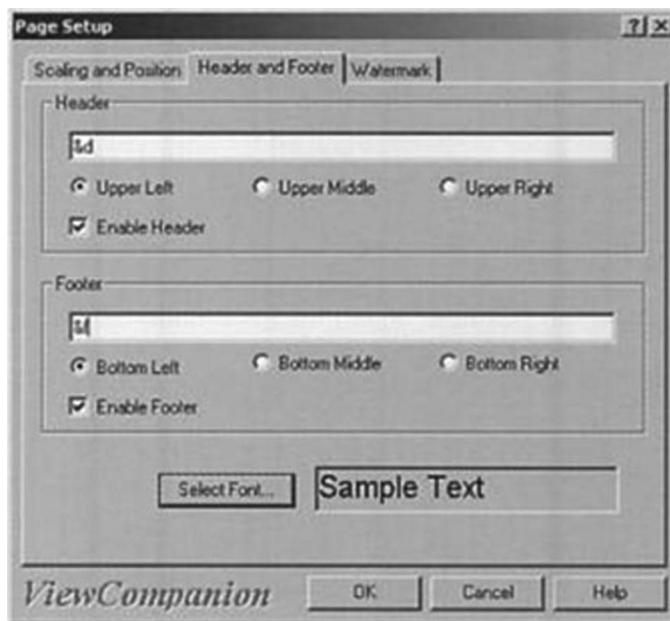 Page Setup
Scaling and Position Header and Footer Watermark
Header
&d
Upper Left Upper Middle Upper Right
Enable Header
Footer
&f
Bottom Left Bottom Middle Bottom Right
Enable Footer
Select Font... Sample Text
ViewCompanion OK Cancel Help